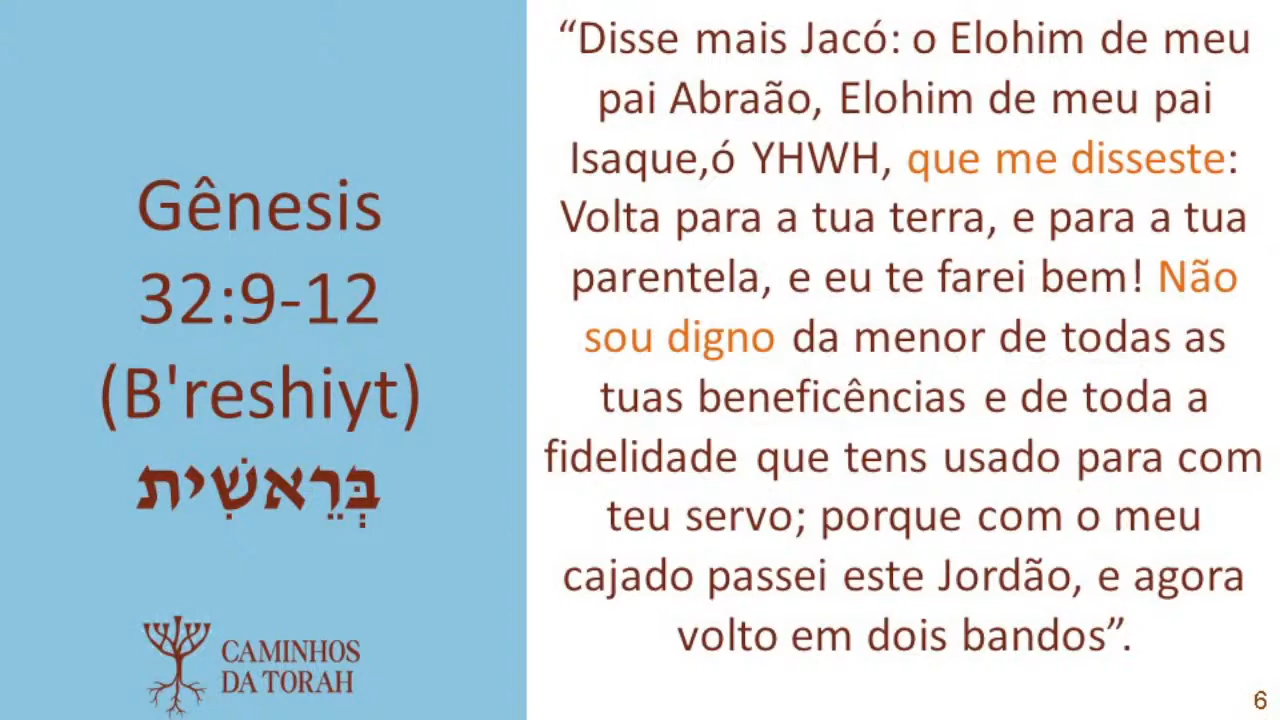 Gênesis
32:9-12
(B'reshiyt)
בְּרֵאשִׁית
CAMINHOS
DA TORAH
“Disse mais Jacó: o Elohim de meu
pai Abraão, Elohim de meu pai
Isaque,ó YHWH, que me disseste:
Volta para a tua terra, e para a tua
parentela, e eu te farei bem! Não
sou digno da menor de todas as
tuas beneficências e de toda a
fidelidade que tens usado para com
teu servo; porque com o meu
cajado passei este Jordão, e agora
volto em dois bandos”.
6